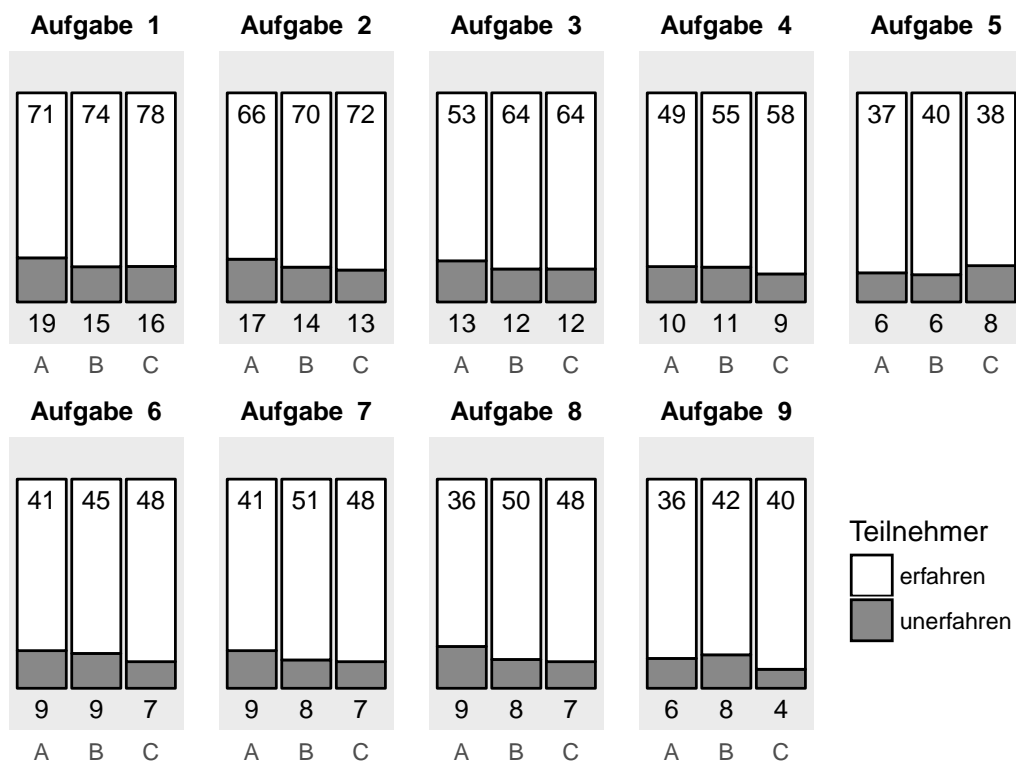 Aufgabe 1 Aufgabe 2 Aufgabe 3 Aufgabe 4 Aufgabe 5
71 74 78 66 70 72 53 64 64 49 55 58 37 40 38
19 15 16 17 14 13 13 12 12 10 11 9 6 6 8
A B C A B C A B C A B C A B C
Aufgabe 6 Aufgabe 7 Aufgabe 8 Aufgabe 9
41 45 48 41 51 48 36 50 48 36 42 40
9 9 7 9 8 7 9 8 7 6 8 4
A B C A B C A B C A B C
Teilnehmer
erfahren
unerfahren